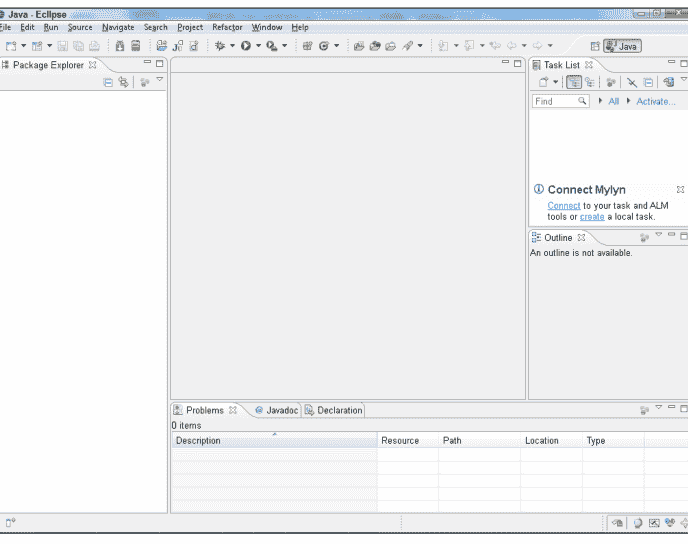 Java - Eclipse
File Edit Run Source Navigate Search Project Refactor Window Help
Java
Package Explorer
Task List
Find
All
Activate...
Connect Mylyn
Connect to your task and ALM
tools or create a local task.
Outline
An outline is not available.
Problems
Javadoc
Declaration
0 items
Description Resource Path Location Type